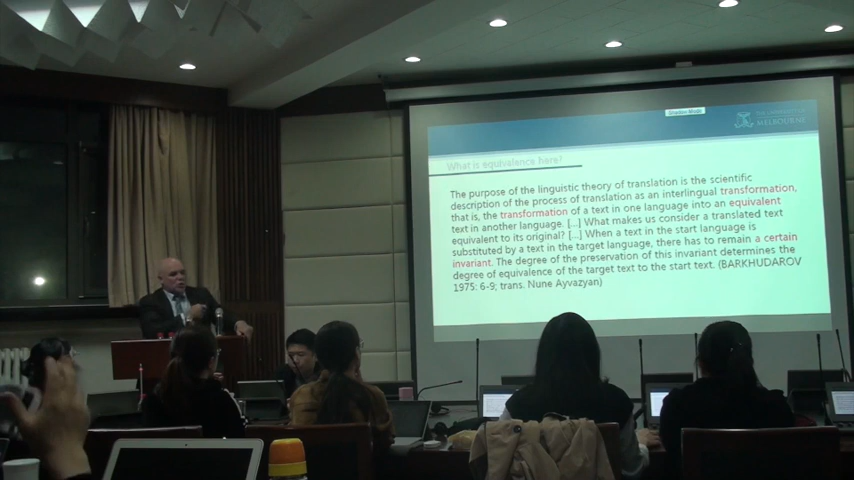 Shadow Mode
MELBOURNE
What is equivalence here?
The purpose of the linguistic theory of translation is the scientific
description of the process of translation as an interlingual transformation,
that is, the transformation of a text in one language into an equivalent
text in another language. [...] What makes us consider a translated text
equivalent to its original? [...] When a text in the start language is
substituted by a text in the target language, there has to remain a certain
invariant. The degree of the preservation of this invariant determines the
degree of equivalence of the target text to the start text. (BARKHUDAROV
1975: 6-9; trans. Nune Ayvazyan)